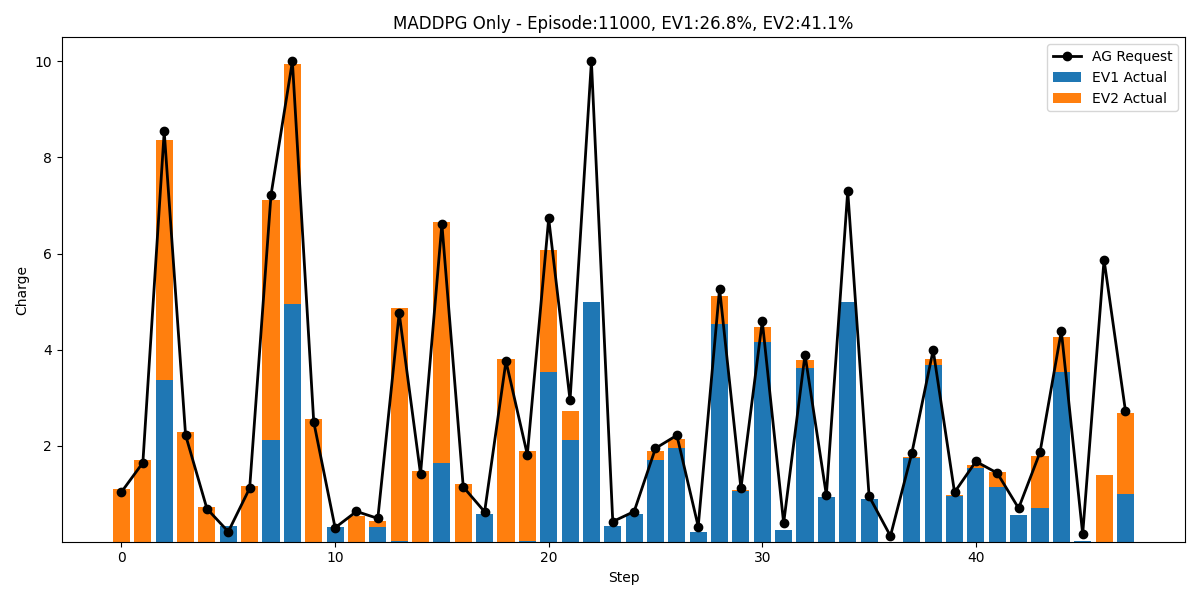 MADDPG Only - Episode:11000, EV1:26.8%, EV2:41.1%
AG Request
EV1 Actual
EV2 Actual
Charge
10
8
6
4
2
0
10
20
30
40
Step